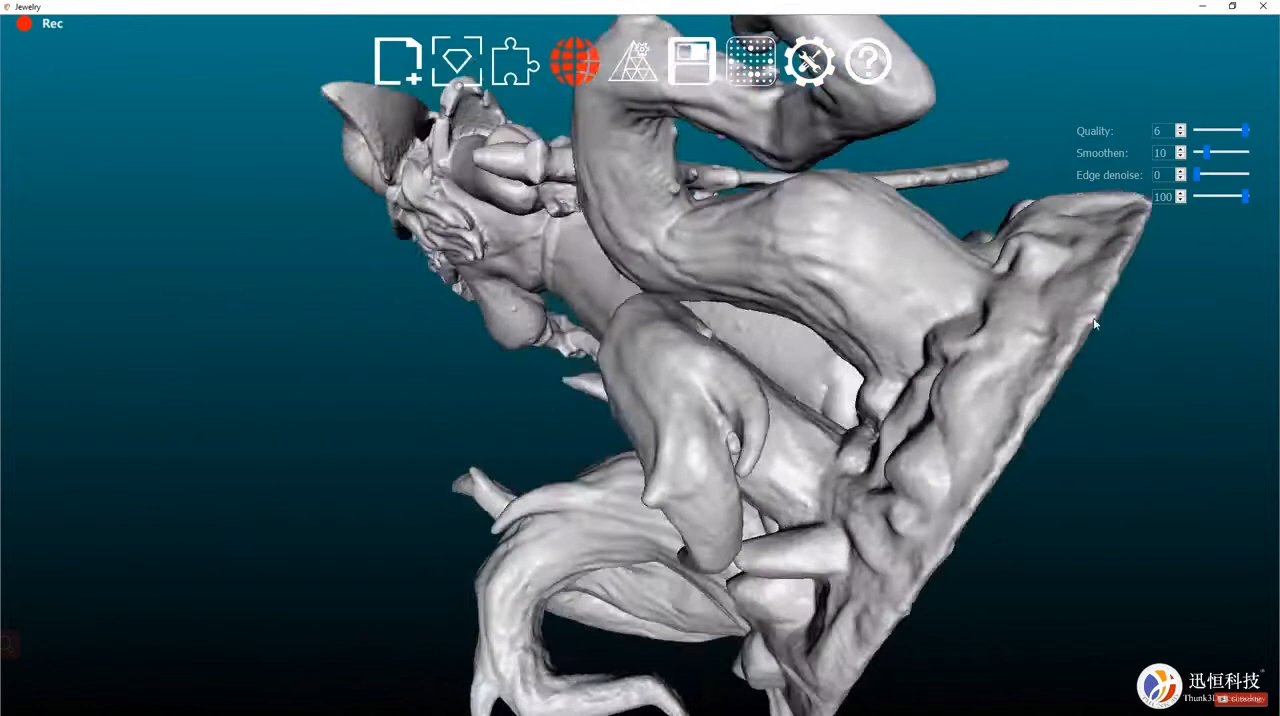 Jewelry
Rec
Quality: 6
Smoothen: 10
Edge denoise: 0
100
迅恒科技